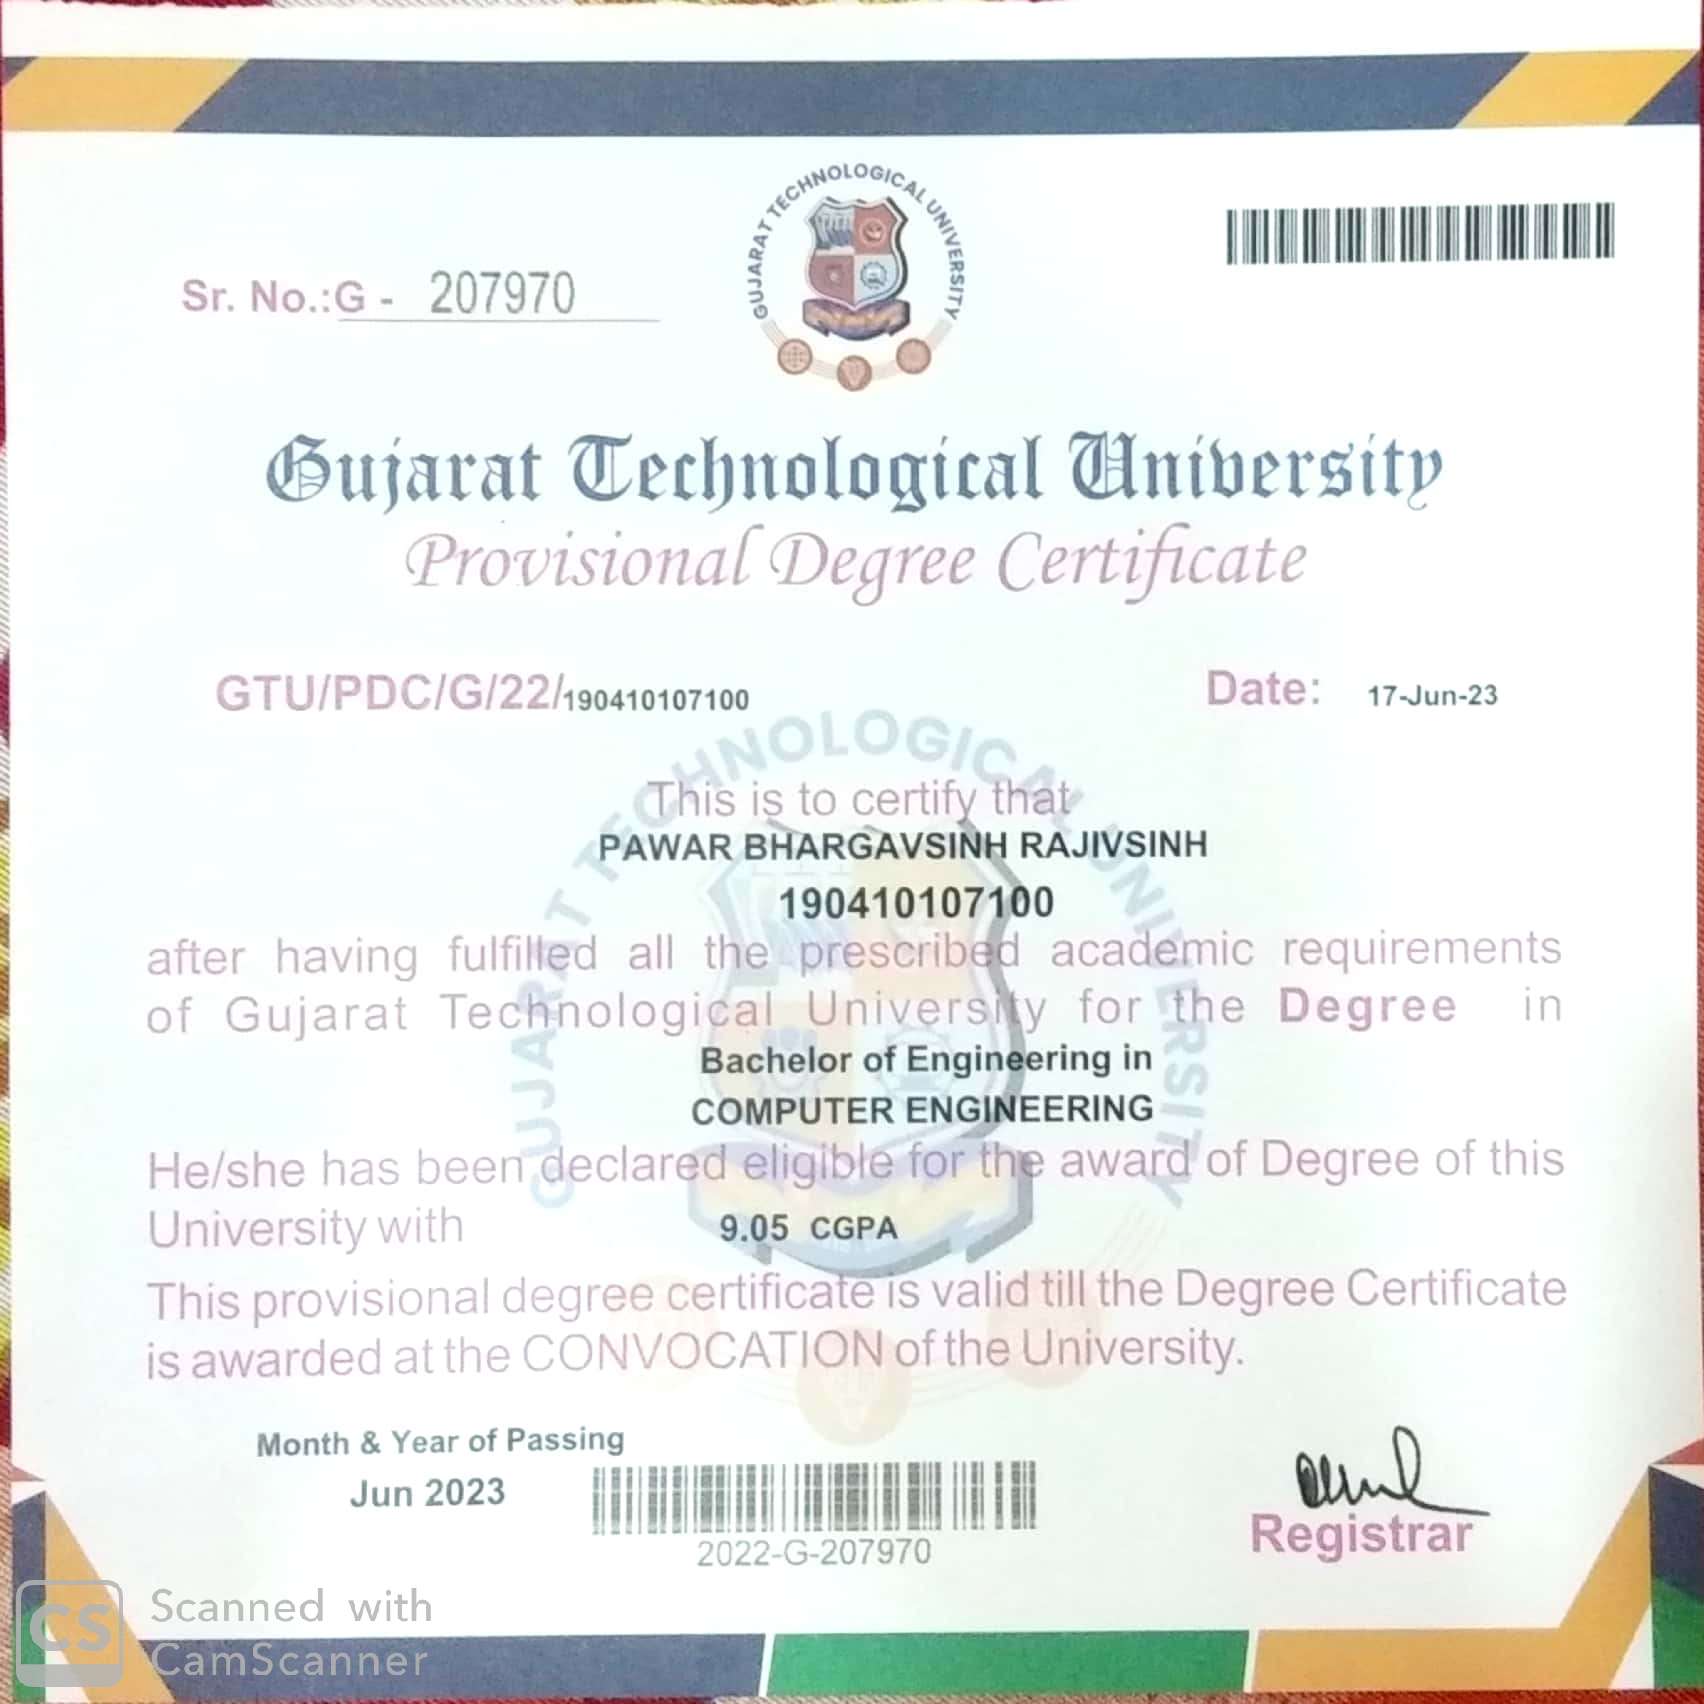 GUJARAT TECHNOLOGICAL UNIVERSITY
Sr. No.:G - 207970
Gujarat Technological University
Provisional Degree Certificate
GTU/PDC/G/22/190410107100 Date: 17-Jun-23
GUJARAT TECHNOLOGICAL UNIVERSITY
This is to certify that
PAWAR BHARGAVSINH RAJIVSINH
190410107100
after having fulfilled all the prescribed academic requirements
of Gujarat Technological University for the Degree in
Bachelor of Engineering in
COMPUTER ENGINEERING
He/she has been declared eligible for the award of Degree of this
University with 9.05 CGPA
This provisional degree certificate is valid till the Degree Certificate
is awarded at the CONVOCATION of the University.
Month & Year of Passing
Jun 2023
2022-G-207970
Registrar
CS Scanned with
CamScanner